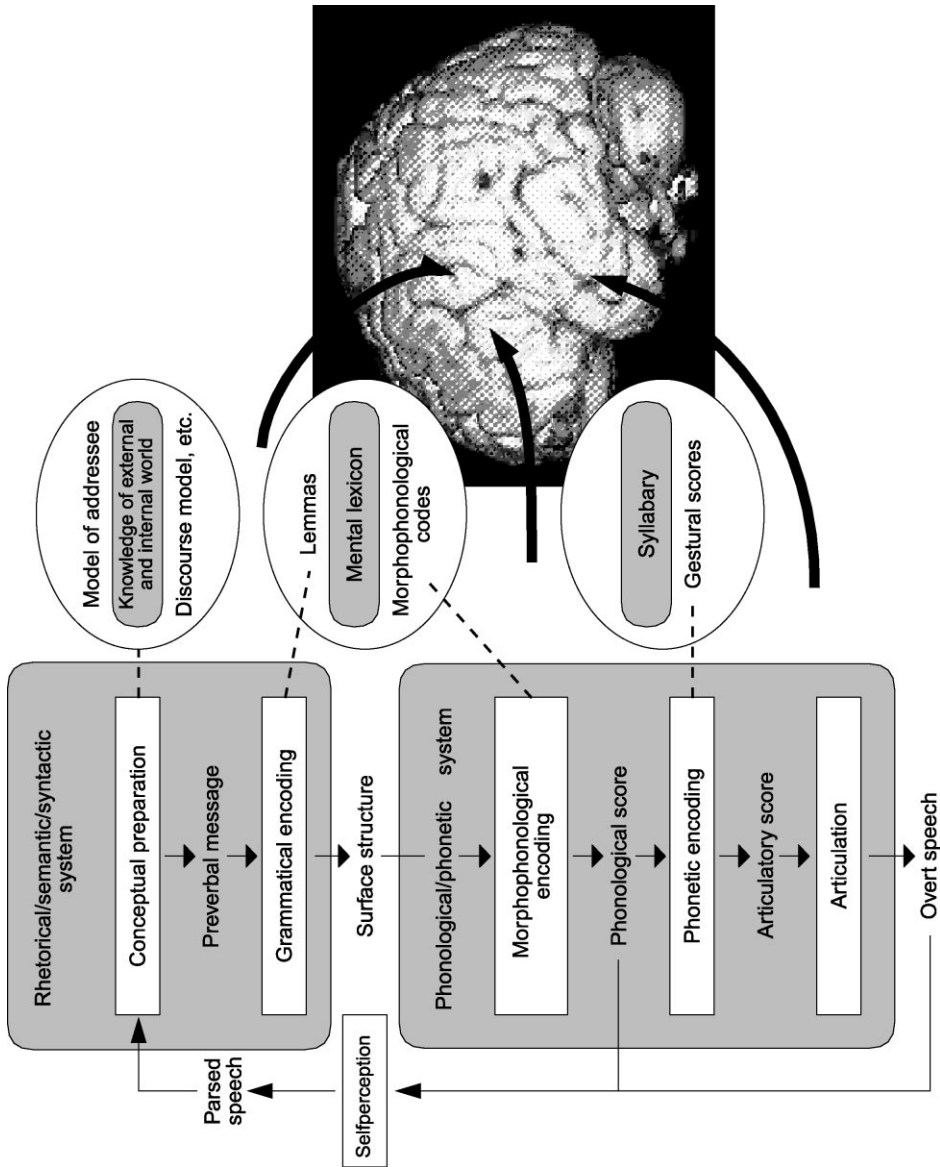 Rhetorical/semantic/syntactic
system
Conceptual preparation
Preverbal message
Grammatical encoding
Surface structure
Phonological/phonetic system
Morphophonological
encoding
Phonological score
Phonetic encoding
Articulatory score
Articulation
Overt speech
Parsed
speech
Selfperception
Model of addressee
Knowledge of external
and internal world
Discourse model, etc.
Lemmas
Mental lexicon
Morphophonological
codes
Syllabary
Gestural scores